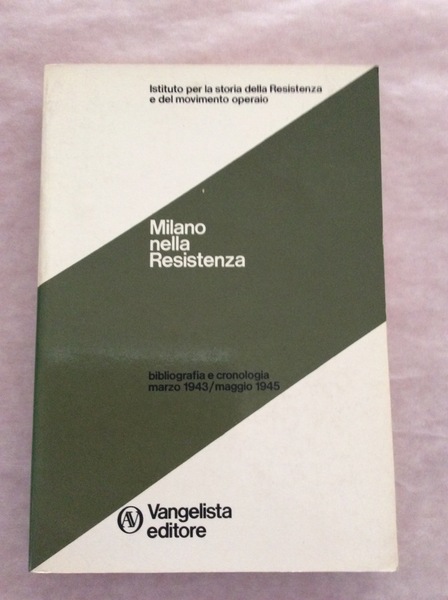 Istituto per la storia della Resistenza
e del movimento operaio
Milano
nella
Resistenza
bibliografia e cronologia
marzo 1943/maggio 1945
AV Vangelista
editore